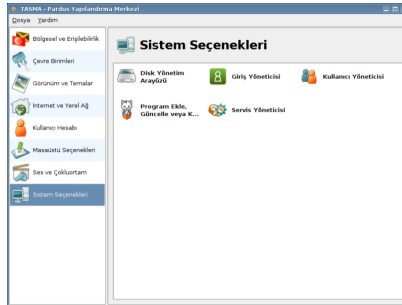 TASMA - Pardus Yapılandırma Merkezi
Dosya Yardım
Bölgesel ve Erişilebilirlik
Çevre Birimleri
Görünüm ve Temalar
İnternet ve Yerel Ağ
Kullanıcı Hesabı
Masaüstü Seçenekleri
Ses ve Çokluortam
Sistem Seçenekleri
Sistem Seçenekleri
Disk Yönetim
Arayüzü
Giriş Yöneticisi
Kullanıcı Yöneticisi
Program Ekle,
Güncelle veya K...
Servis Yöneticisi